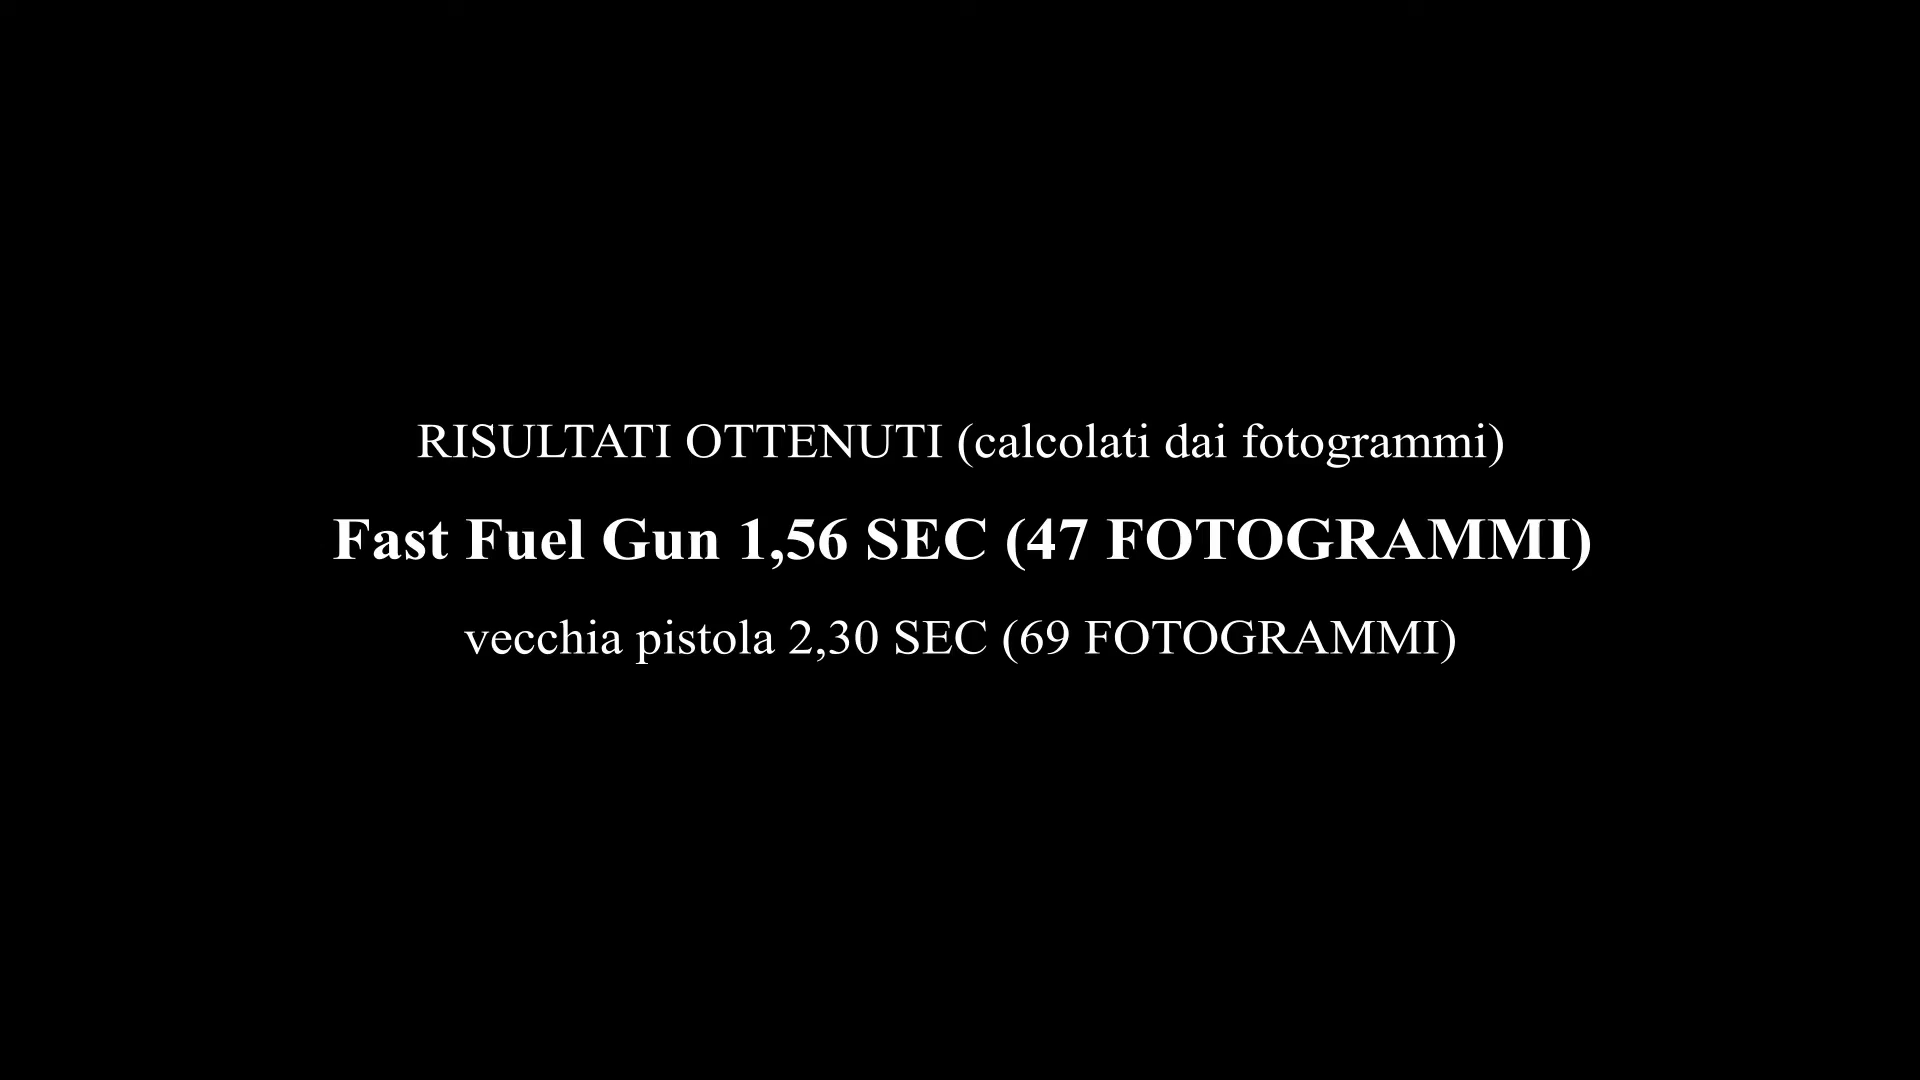 RISULTATI OTTENUTI (calcolati dai fotogrammi)
Fast Fuel Gun 1,56 SEC (47 FOTOGRAMMI)
vecchia pistola 2,30 SEC (69 FOTOGRAMMI)